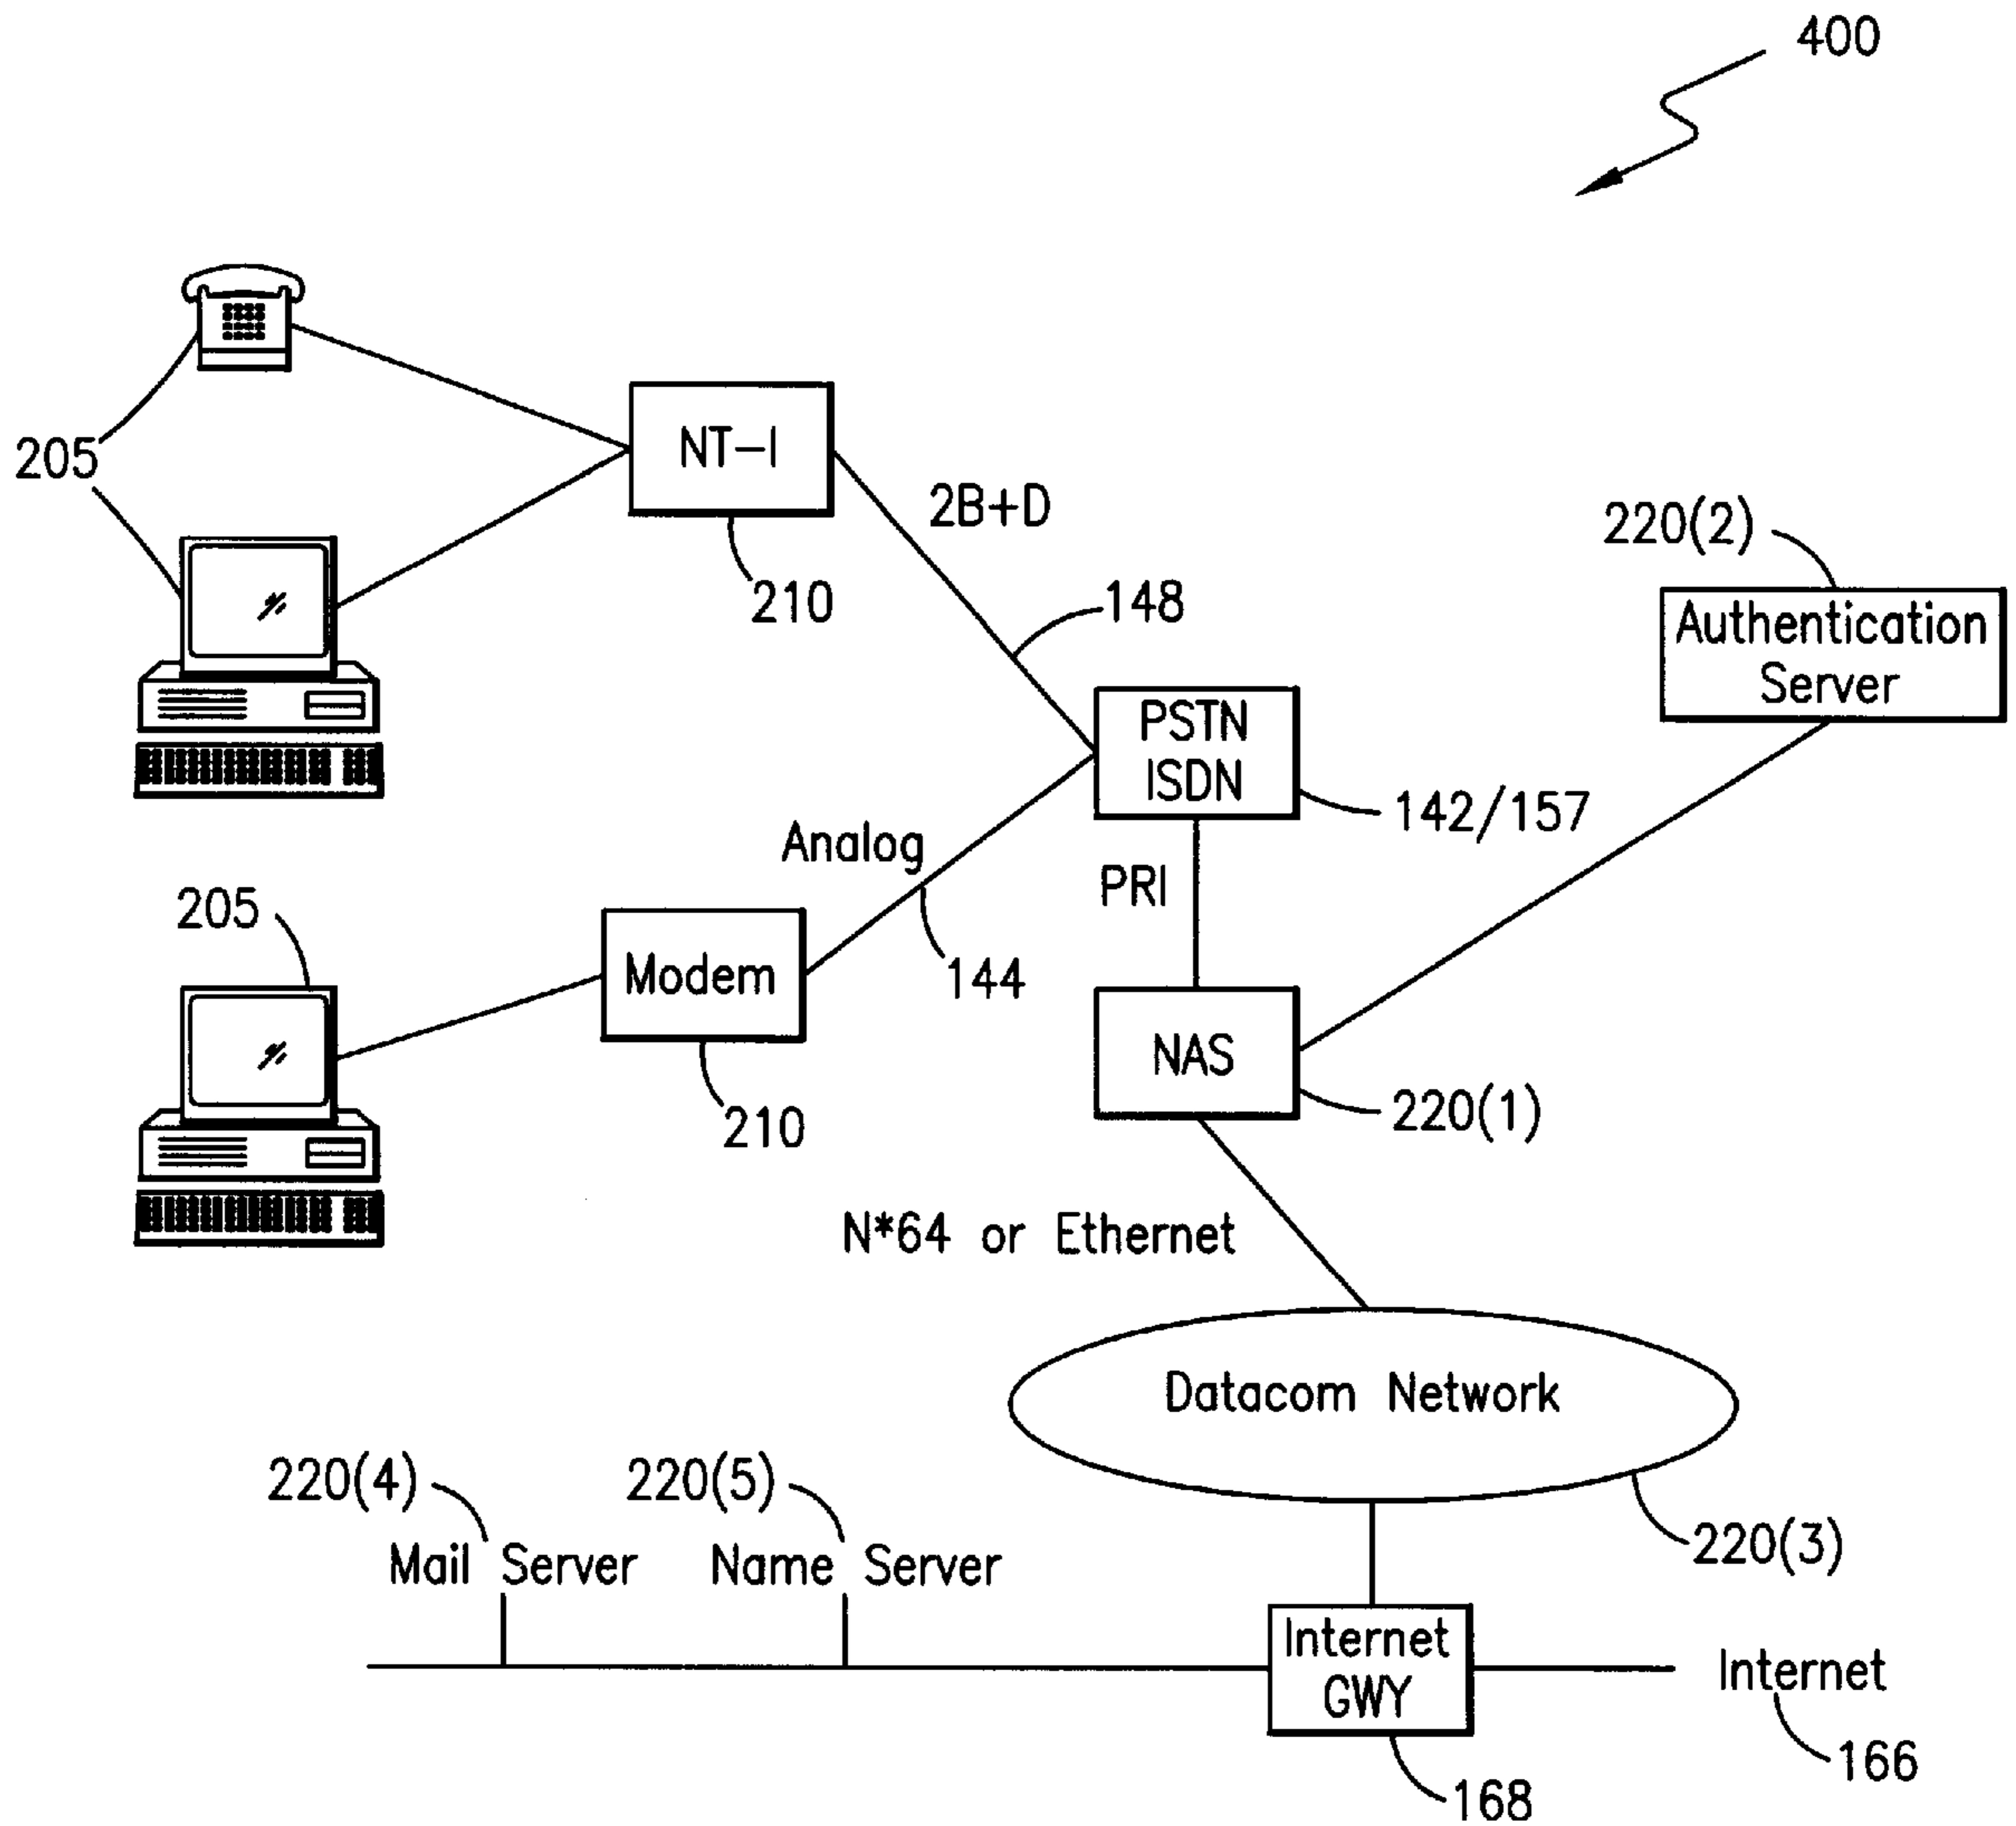 400
205
NT-I
2B+D
210
148
220(2)
Authentication
Server
PSTN
ISDN
142/157
Analog
PRI
205
Modem
144
210
NAS
220(1)
N*64 or Ethernet
Datacom Network
220(4)
220(5)
Mail Server
Name Server
220(3)
Internet
GWY
Internet
166
168